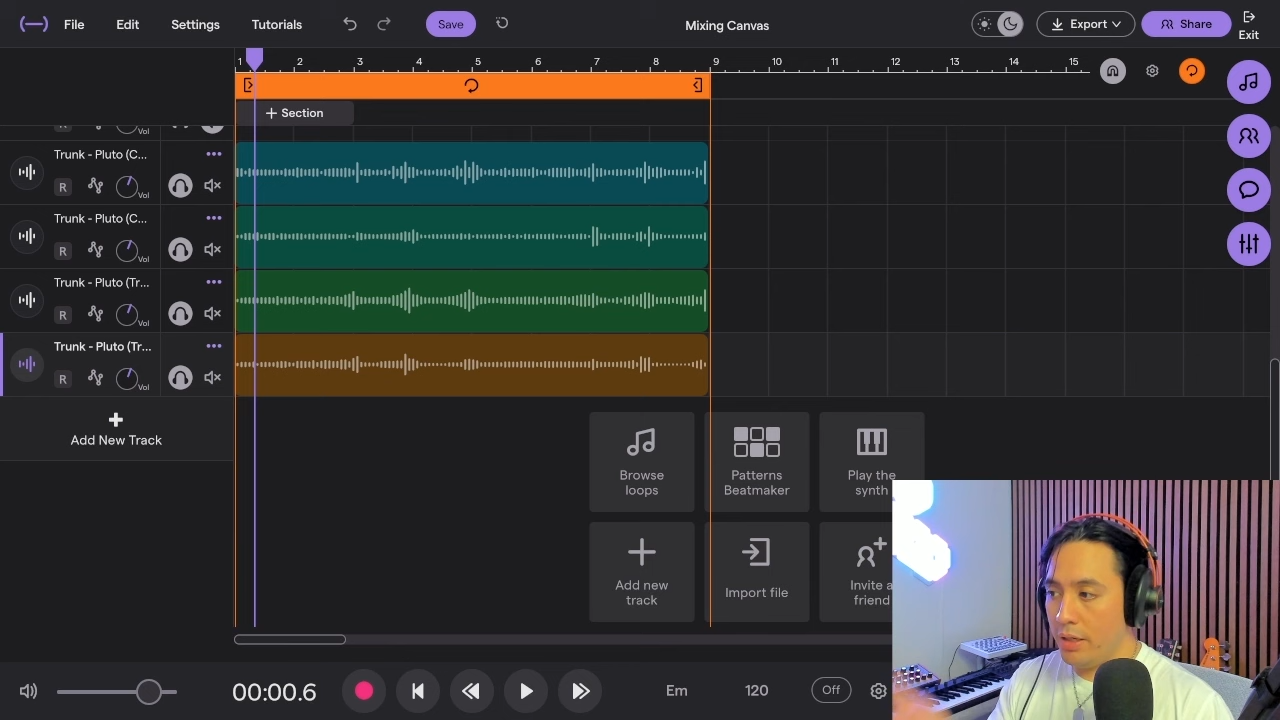 File Edit Settings Tutorials Save Mixing Canvas Export Share Exit
1 2 3 4 5 6 7 8 9 10 11 12 13 14 15
+ Section
Vol
Trunk - Pluto (C...
R Vol
Trunk - Pluto (C...
R Vol
Trunk - Pluto (Tr...
R Vol
Trunk - Pluto (Tr...
R Vol
Add New Track
Browse
loops
Patterns
Beatmaker
Play the
synth
Add new
track
Import file
Invite a
friend
00:00.6 Em 120 Off